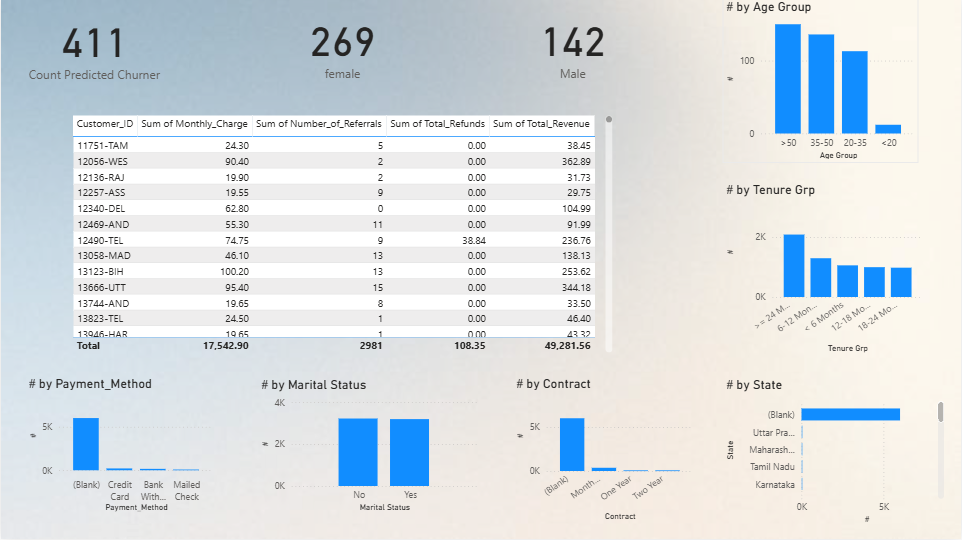 411
Count Predicted Churner
269
female
142
Male
# by Age Group
100
0
#
>50 35-50 20-35 <20
Age Group
Customer_ID Sum of Monthly_Charge Sum of Number_of_Referrals Sum of Total_Refunds Sum of Total_Revenue
11751-TAM 24.30 5 0.00 38.45
12056-WES 90.40 2 0.00 362.89
12136-RAJ 19.90 2 0.00 31.73
12257-ASS 19.55 9 0.00 29.75
12340-DEL 62.80 0 0.00 104.99
12469-AND 55.30 11 0.00 91.99
12490-TEL 74.75 9 38.84 236.76
13058-MAD 46.10 13 0.00 138.13
13123-BIH 100.20 13 0.00 253.62
13666-UTT 95.40 15 0.00 344.18
13744-AND 19.65 8 0.00 33.50
13823-TEL 24.50 1 0.00 46.40
13946-HAR 19.65 1 0.00 43.32
Total 17,542.90 2981 108.35 49,281.56
# by Tenure Grp
2K
0K
#
>= 24 M... 6-12 Mon... < 6 Months 12-18 Mo... 18-24 Mo...
Tenure Grp
# by Payment_Method
5K
0K
#
(Blank) Credit Card Bank With... Mailed Check
Payment_Method
# by Marital Status
4K
2K
0K
#
No Yes
Marital Status
# by Contract
5K
0K
#
(Blank) Month... One Year Two Year
Contract
# by State
State
(Blank)
Uttar Pra...
Maharash...
Tamil Nadu
Karnataka
0K 5K
#